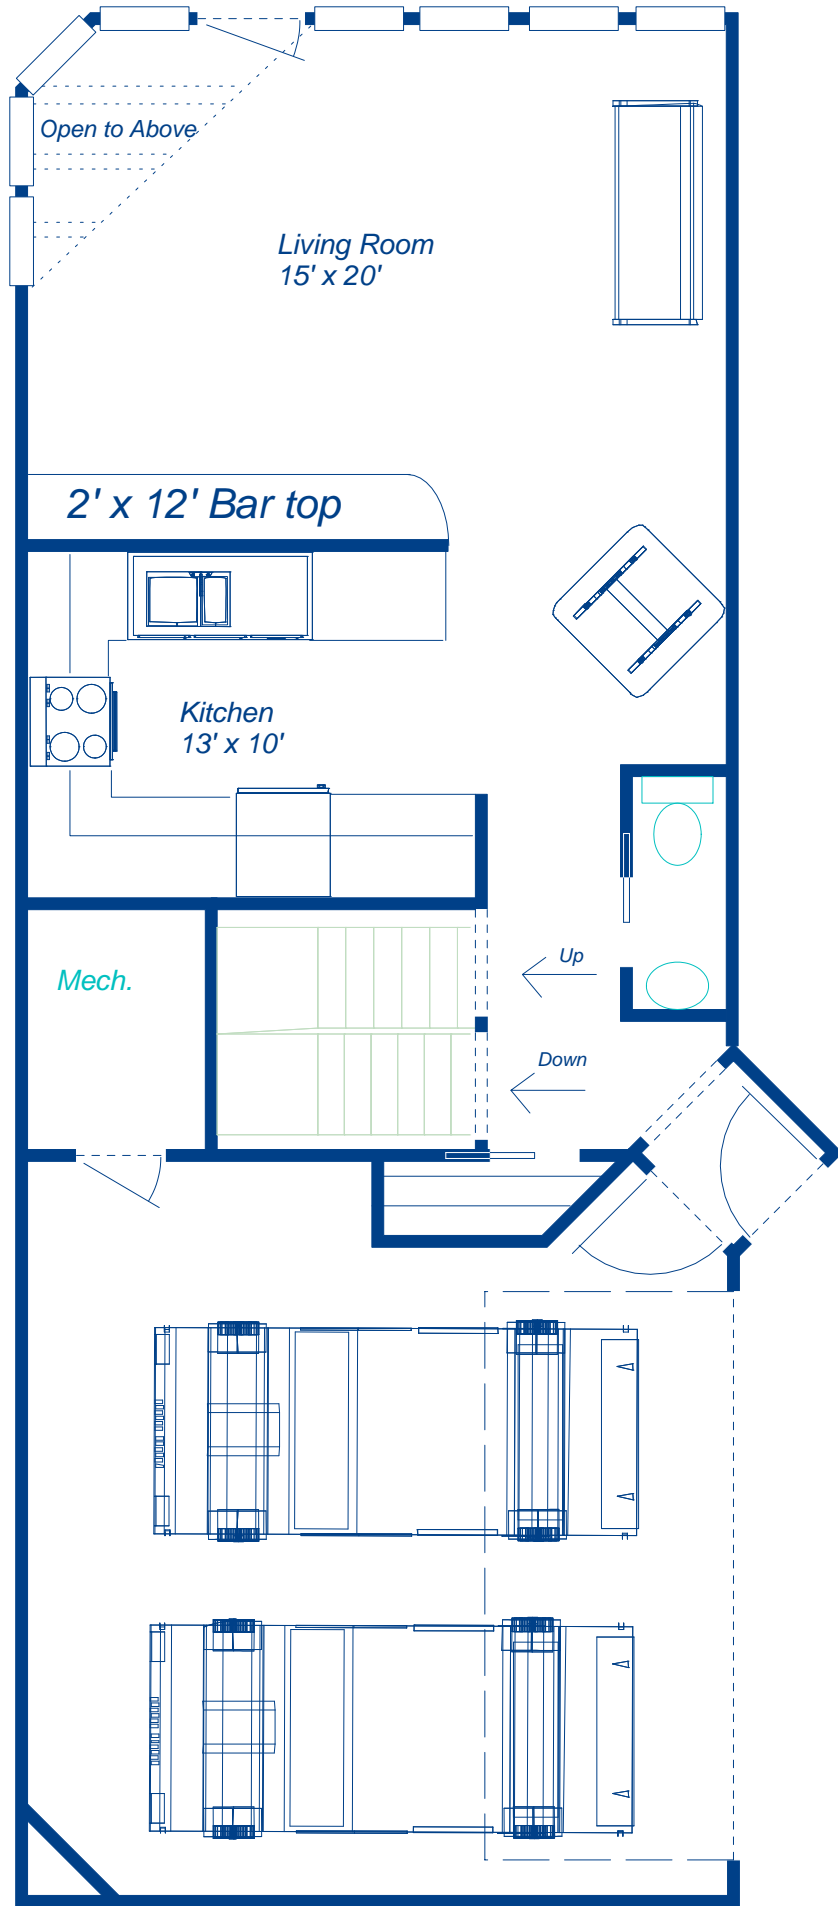 Open to Above
Living Room
15' x 20'
2' x 12' Bar top
Kitchen
13' x 10'
Up
Mech.
Down